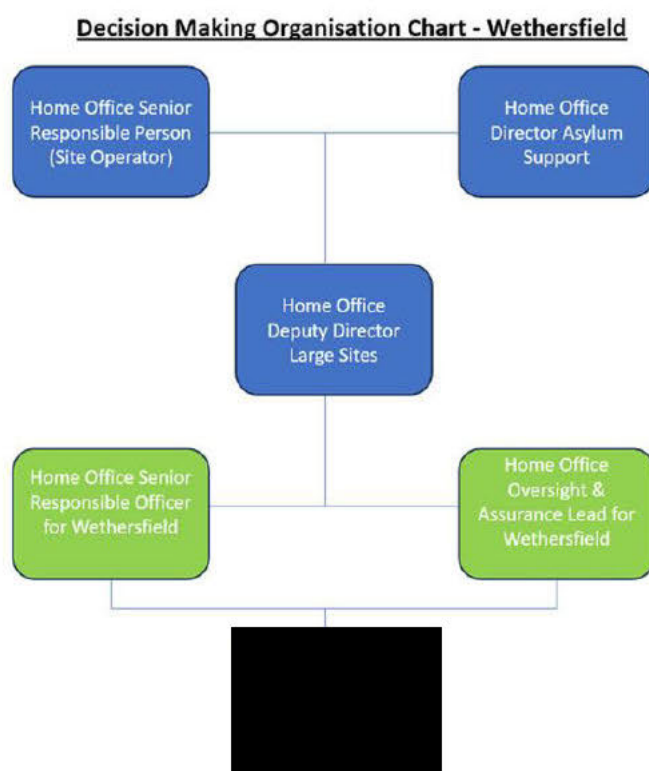 Decision Making Organisation Chart - Wethersfield
Home Office Senior
Responsible Person
(Site Operator)
Home Office
Director Asylum
Support
Home Office
Deputy Director
Large Sites
Home Office Senior
Responsible Officer
for Wethersfield
Home Office
Oversight &
Assurance Lead for
Wethersfield